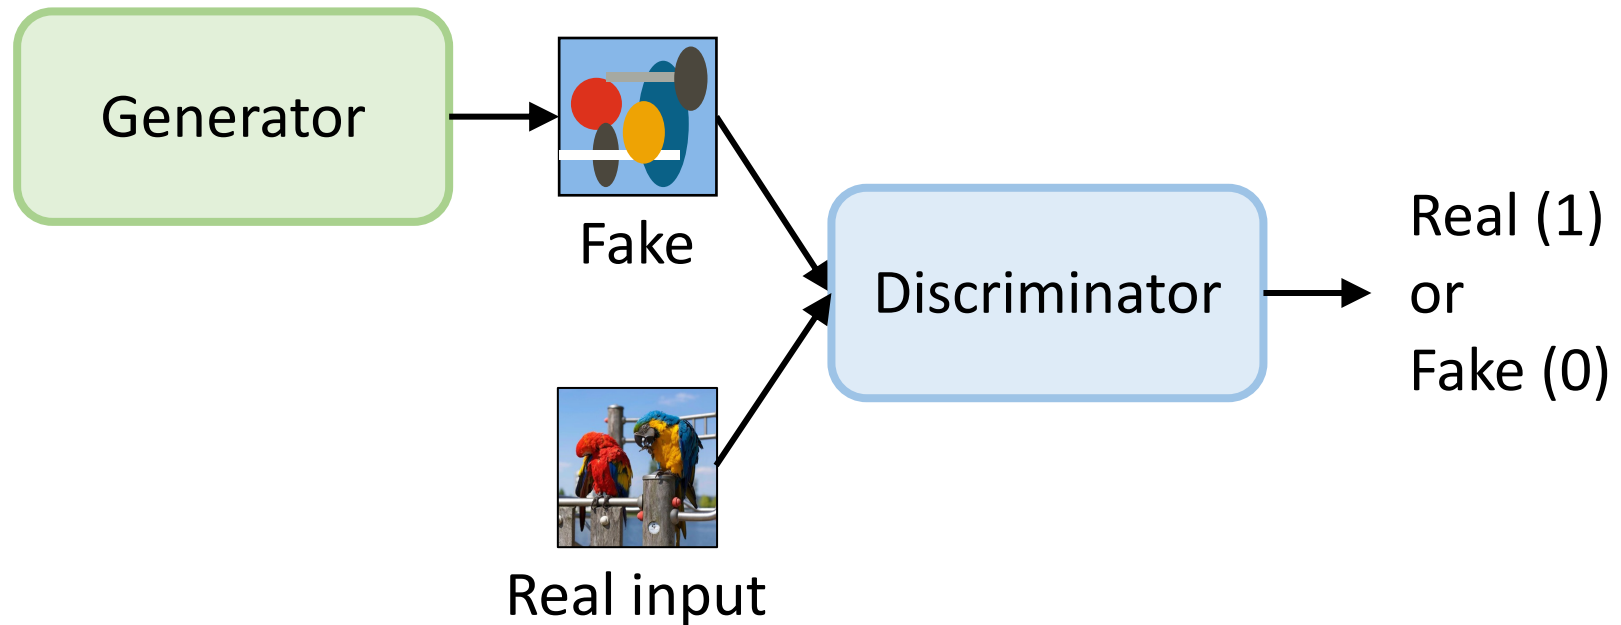 Generator
Fake
Discriminator
Real (1)
or
Fake (0)
Real input